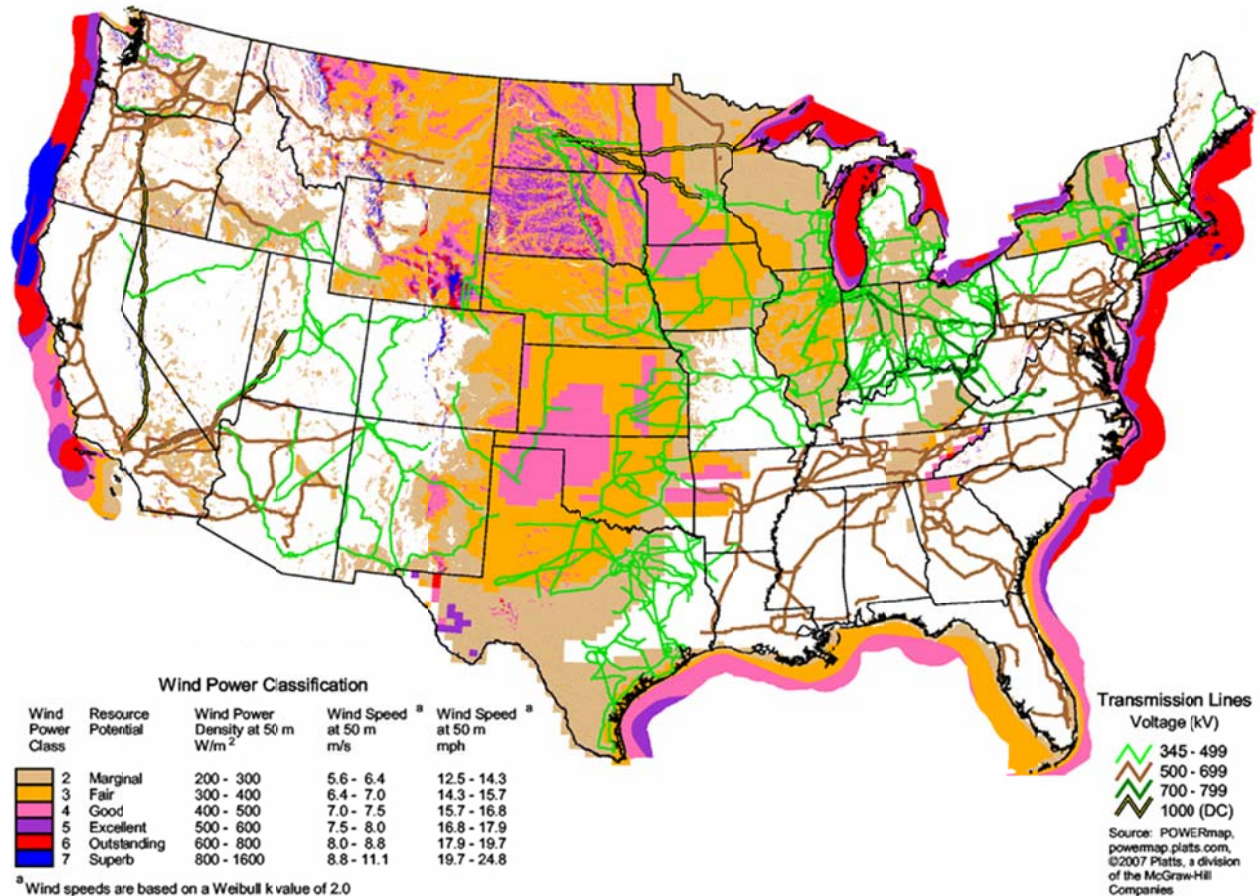 Wind Power Classification
Wind Power Class Resource Potential Wind Power Density at 50 m W/m² Wind Speed ᵃ at 50 m m/s Wind Speed ᵃ at 50 m mph
2 Marginal 200 - 300 5.6 - 6.4 12.5 - 14.3
3 Fair 300 - 400 6.4 - 7.0 14.3 - 15.7
4 Good 400 - 500 7.0 - 7.5 15.7 - 16.8
5 Excellent 500 - 600 7.5 - 8.0 16.8 - 17.9
6 Outstanding 600 - 800 8.0 - 8.8 17.9 - 19.7
7 Superb 800 - 1600 8.8 - 11.1 19.7 - 24.8
ᵃ Wind speeds are based on a Weibull k value of 2.0
Transmission Lines
Voltage (kV)
345 - 499
500 - 699
700 - 799
1000 (DC)
Source: POWERmap,
powermap.platts.com,
©2007 Platts, a division
of the McGraw-Hill
Companies